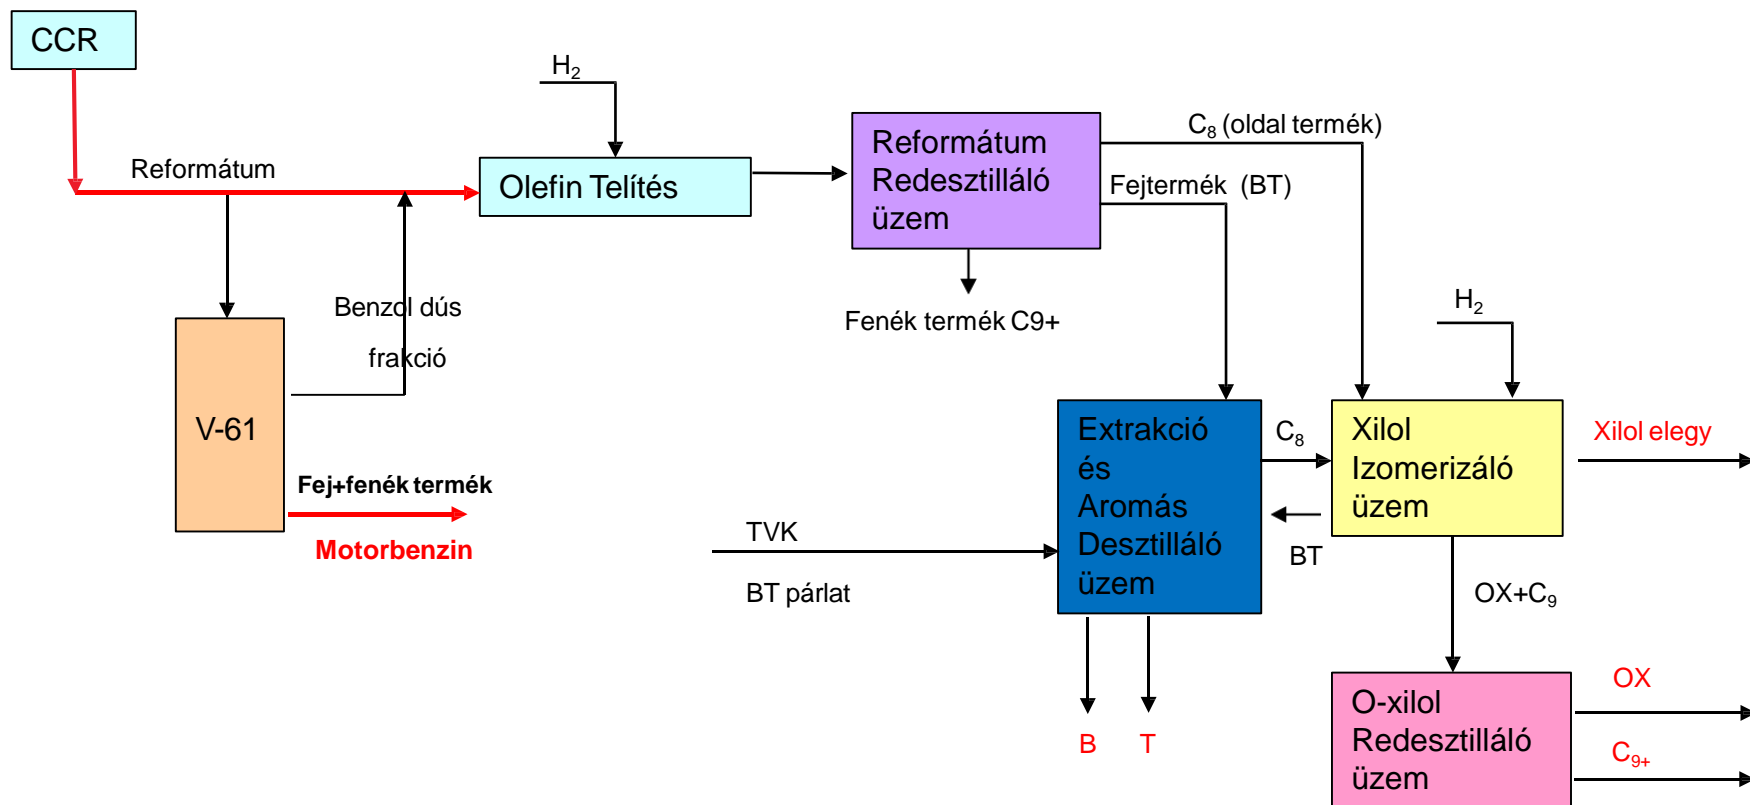 CCR
H₂
Reformátum
Olefin Telítés
Reformátum
Redesztilláló
üzem
C₈ (oldal termék)
Fejtermék (BT)
Fenék termék C9+
Benzol dús
frakció
V-61
Fej+fenék termék
Motorbenzin
H₂
TVK
BT párlat
Extrakció
és
Aromás
Desztilláló
üzem
C₈
BT
Xilol
Izomerizáló
üzem
Xilol elegy
OX+C₉
B
T
O-xilol
Redesztilláló
üzem
OX
C₉₊